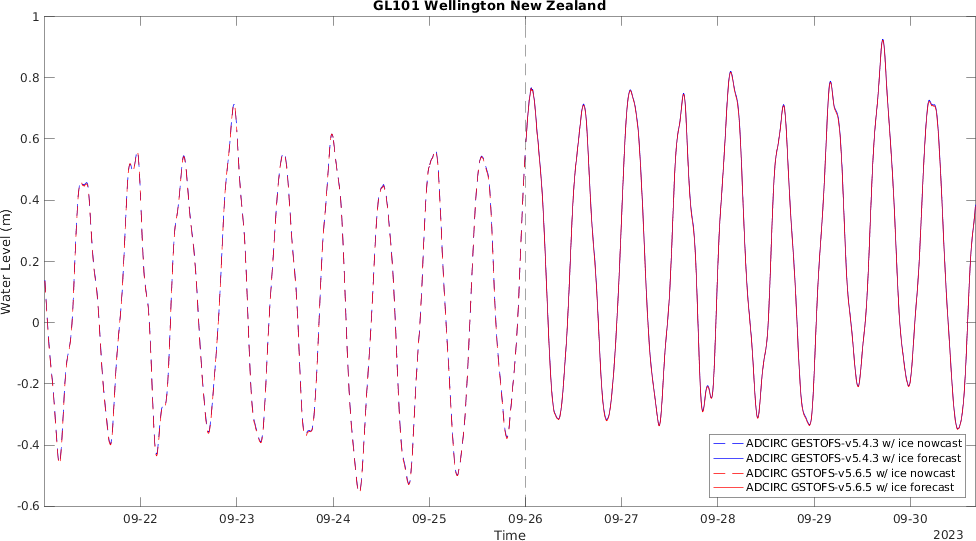 GL101 Wellington New Zealand
1
0.8
0.6
0.4
0.2
0
-0.2
-0.4
-0.6
Water Level (m)
ADCIRC GESTOFS-v5.4.3 w/ ice nowcast
ADCIRC GESTOFS-v5.4.3 w/ ice forecast
ADCIRC GSTOFS-v5.6.5 w/ ice nowcast
ADCIRC GSTOFS-v5.6.5 w/ ice forecast
09-22 09-23 09-24 09-25 09-26 09-27 09-28 09-29 09-30
Time
2023